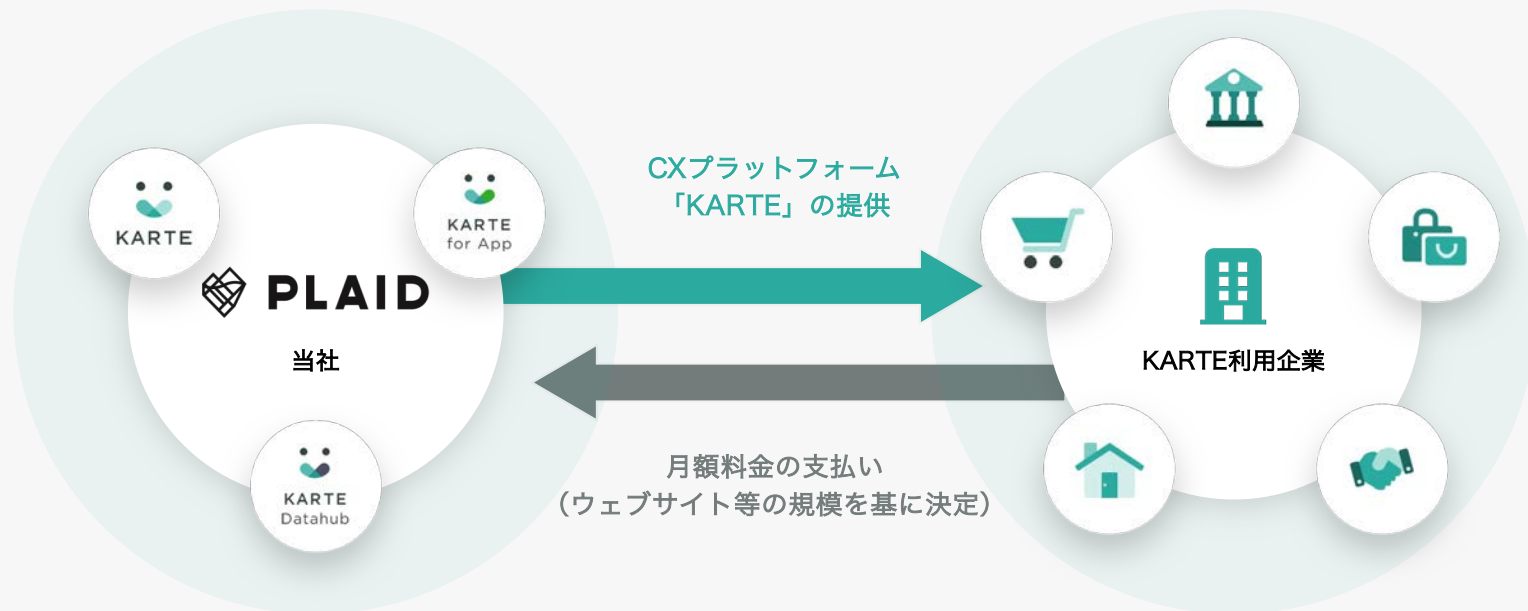 KARTE
KARTE
for App
PLAID
当社
KARTE
Datahub
CXプラットフォーム
「KARTE」の提供
月額料金の支払い
（ウェブサイト等の規模を基に決定）
KARTE利用企業